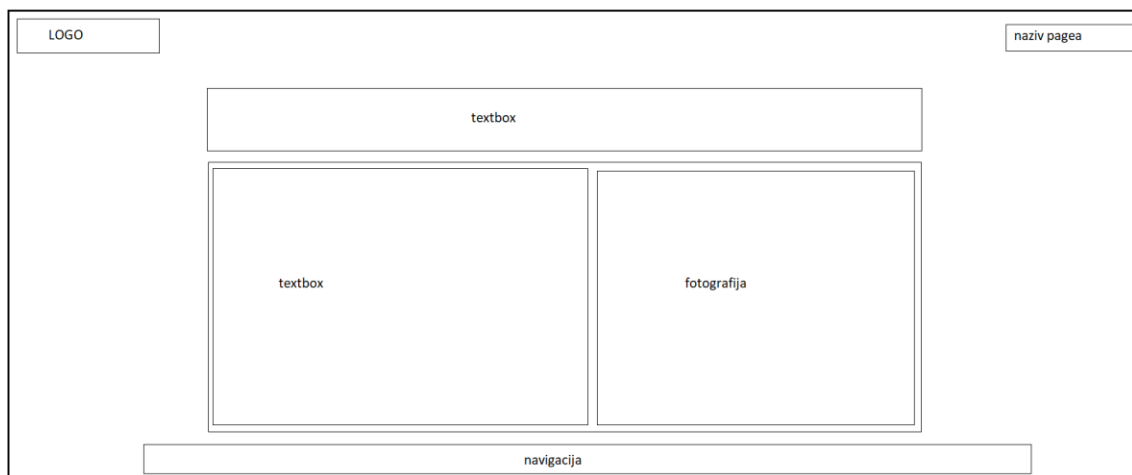 LOGO
naziv pagea
textbox
textbox
fotografija
navigacija